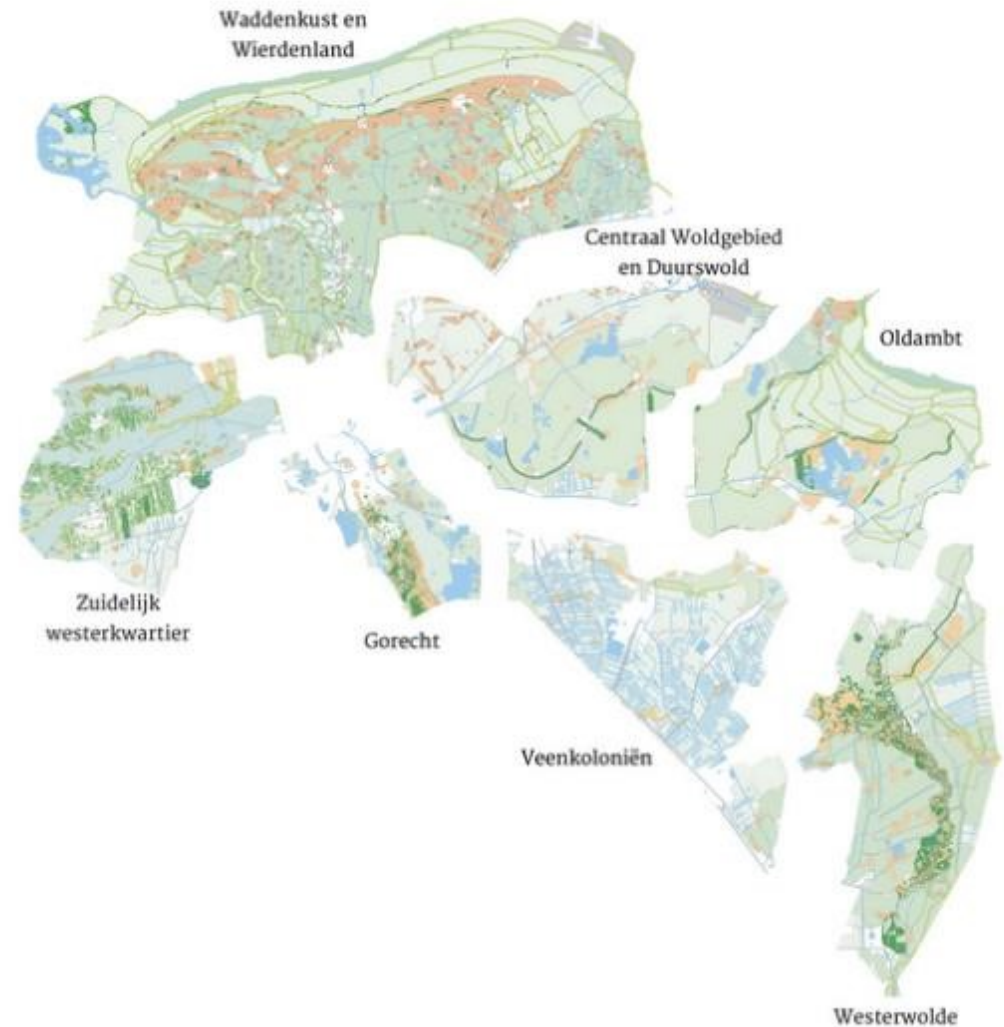 Waddenkust en
Wierdenland
Centraal Woldgebied
en Duurswold
Oldambt
Zuidelijk
westerkwartier
Gorecht
Veenkoloniën
Westerwolde